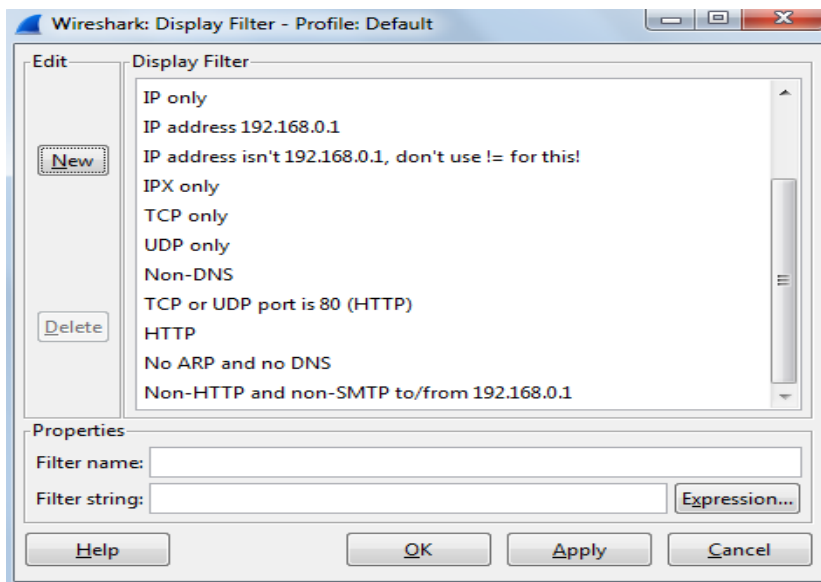 Wireshark: Display Filter - Profile: Default
Edit
Display Filter
New
Delete
IP only
IP address 192.168.0.1
IP address isn't 192.168.0.1, don't use != for this!
IPX only
TCP only
UDP only
Non-DNS
TCP or UDP port is 80 (HTTP)
HTTP
No ARP and no DNS
Non-HTTP and non-SMTP to/from 192.168.0.1
Properties
Filter name:
Filter string:
Expression...
Help
OK
Apply
Cancel